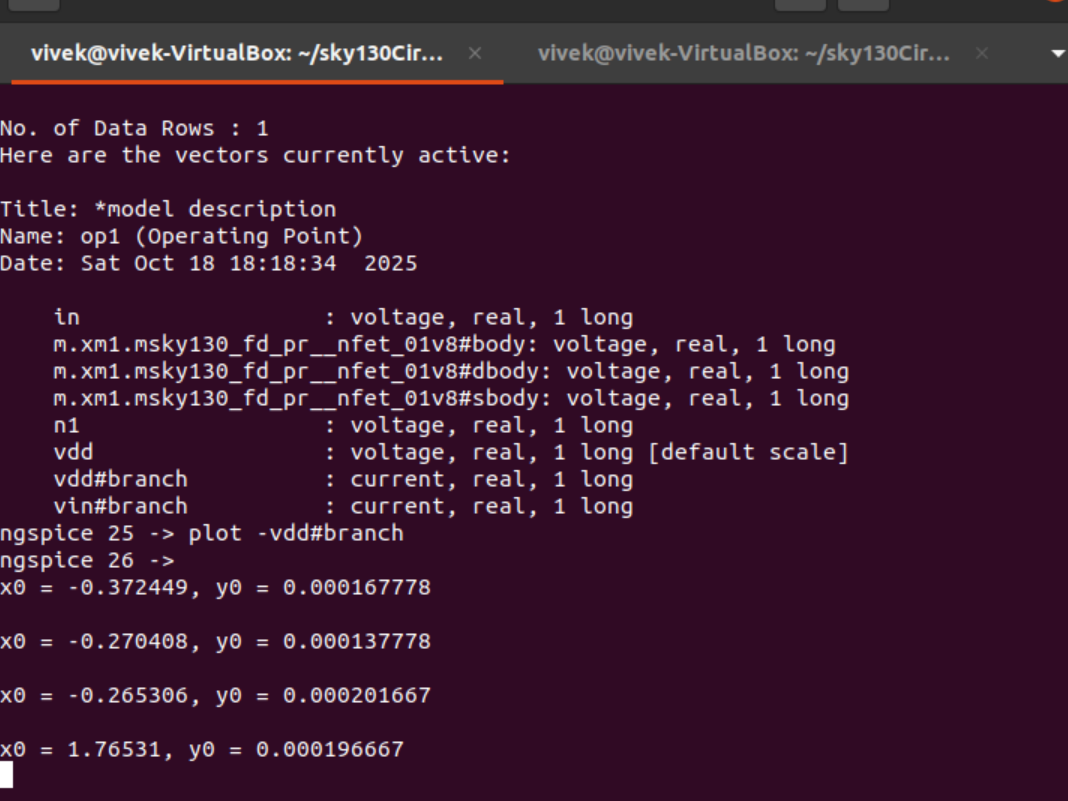 vivek@vivek-VirtualBox: ~/sky130Cir... × vivek@vivek-VirtualBox: ~/sky130Cir... ×
No. of Data Rows : 1
Here are the vectors currently active:
Title: *model description
Name: op1 (Operating Point)
Date: Sat Oct 18 18:18:34  2025
    in                  : voltage, real, 1 long
    m.xm1.msky130_fd_pr__nfet_01v8#body: voltage, real, 1 long
    m.xm1.msky130_fd_pr__nfet_01v8#dbody: voltage, real, 1 long
    m.xm1.msky130_fd_pr__nfet_01v8#sbody: voltage, real, 1 long
    n1                  : voltage, real, 1 long
    vdd                 : voltage, real, 1 long [default scale]
    vdd#branch          : current, real, 1 long
    vin#branch          : current, real, 1 long
ngspice 25 -> plot -vdd#branch
ngspice 26 ->
x0 = -0.372449, y0 = 0.000167778
x0 = -0.270408, y0 = 0.000137778
x0 = -0.265306, y0 = 0.000201667
x0 = 1.76531, y0 = 0.000196667